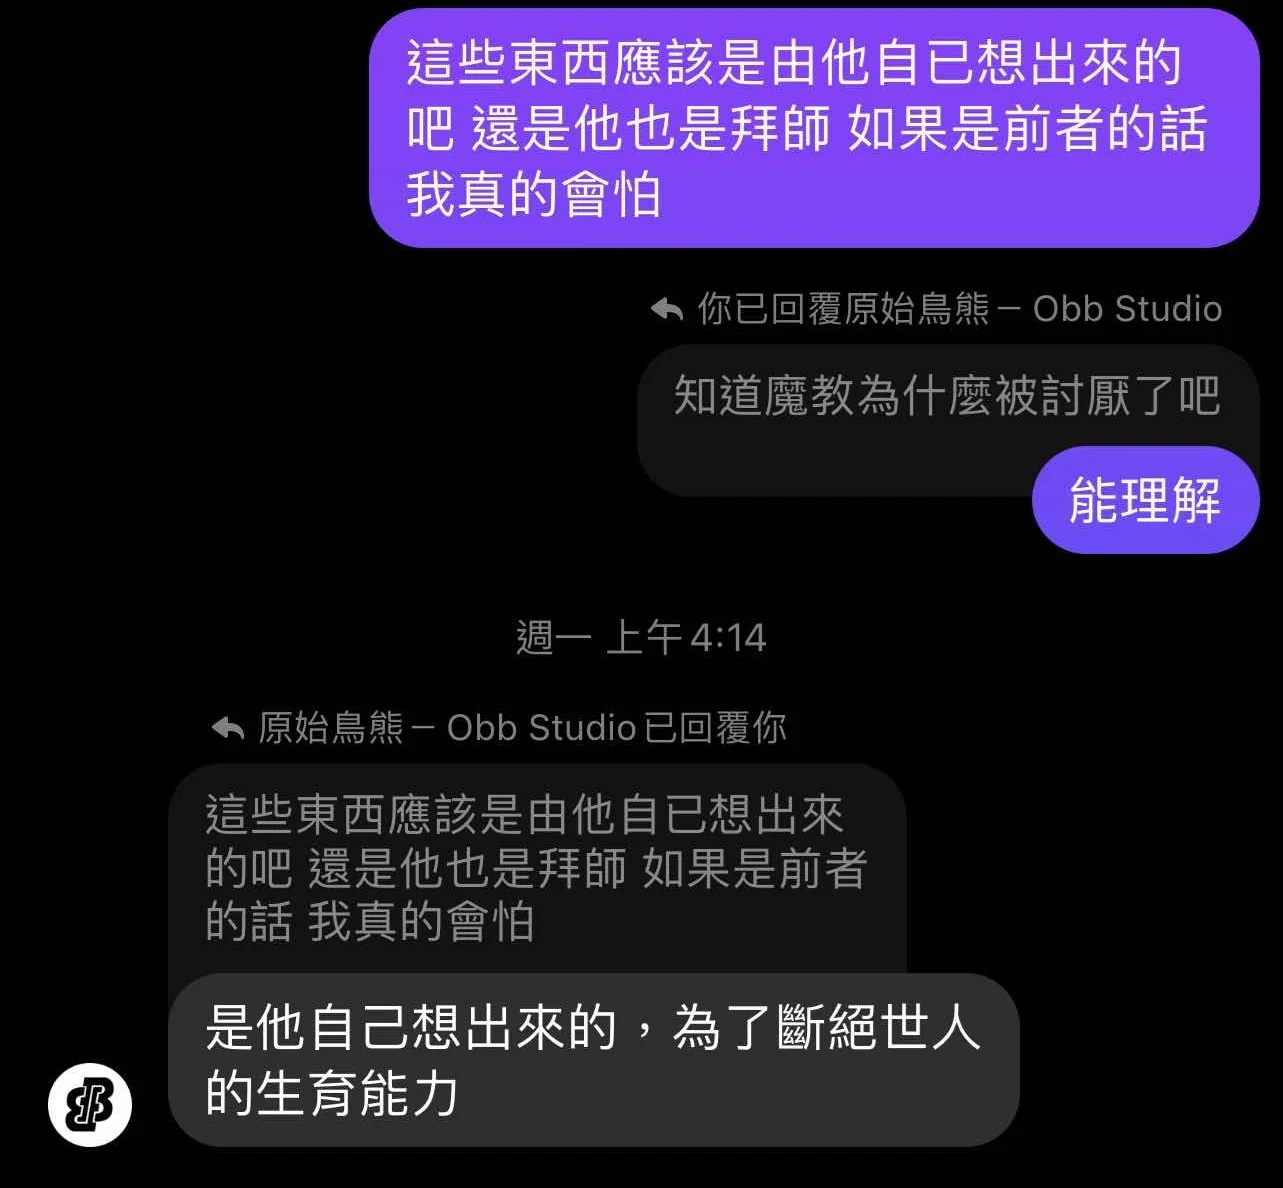 這些東西應該是由他自已想出來的
吧 還是他也是拜師 如果是前者的話
我真的會怕
你已回覆原始鳥熊 – Obb Studio
知道魔教為什麼被討厭了吧
能理解
週一 上午4:14
原始鳥熊 – Obb Studio已回覆你
這些東西應該是由他自已想出來
的吧 還是他也是拜師 如果是前者
的話 我真的會怕
是他自己想出來的，為了斷絕世人
的生育能力